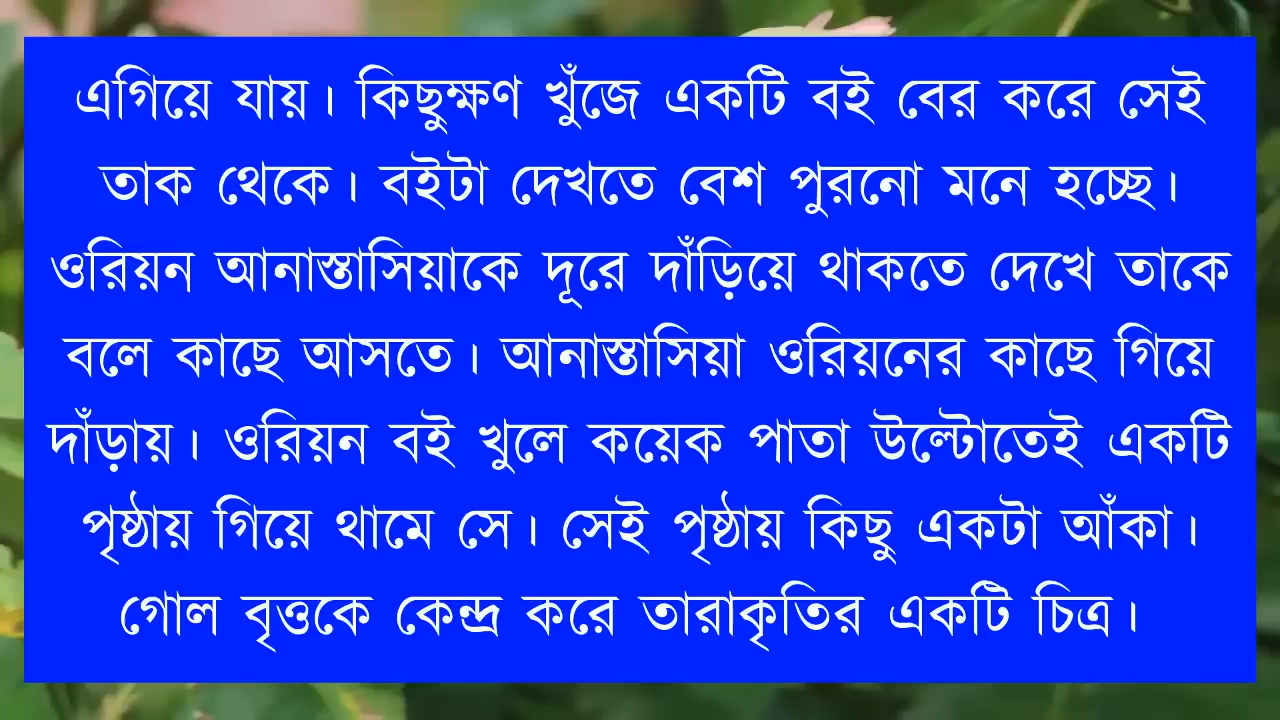 এগিয়ে যায়। কিছুক্ষণ খুঁজে একটি বই বের করে সেই
তাক থেকে। বইটা দেখতে বেশ পুরনো মনে হচ্ছে।
ওরিয়ন আনাস্তাসিয়াকে দূরে দাঁড়িয়ে থাকতে দেখে তাকে
বলে কাছে আসতে। আনাস্তাসিয়া ওরিয়নের কাছে গিয়ে
দাঁড়ায়। ওরিয়ন বই খুলে কয়েক পাতা উল্টোতেই একটি
পৃষ্ঠায় গিয়ে থামে সে। সেই পৃষ্ঠায় কিছু একটা আঁকা।
গোল বৃত্তকে কেন্দ্র করে তারাকৃতির একটি চিত্র।